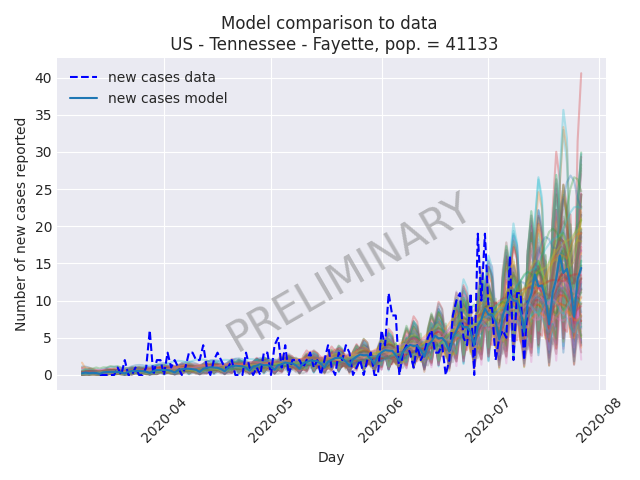 Model comparison to data
US - Tennessee - Fayette, pop. = 41133
new cases data
new cases model
Number of new cases reported
40
35
30
25
20
15
10
5
0
PRELIMINARY
2020-04
2020-05
2020-06
2020-07
2020-08
Day